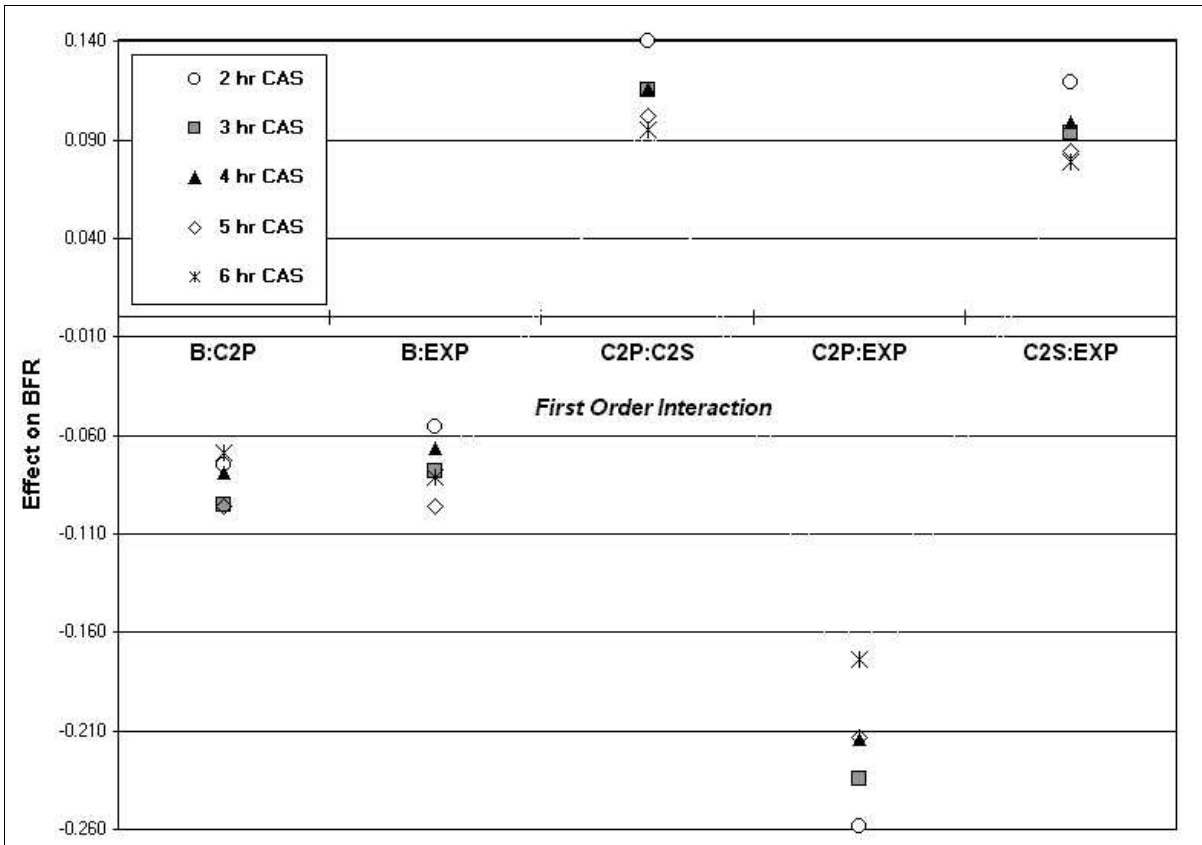 0.140
2 hr CAS
3 hr CAS
0.090
4 hr CAS
0.040
5 hr CAS
6 hr CAS
-0.010
B:C2P B:EXP C2P:C2S C2P:EXP C2S:EXP
First Order Interaction
Effect on BFR
-0.060
-0.110
-0.160
-0.210
-0.260